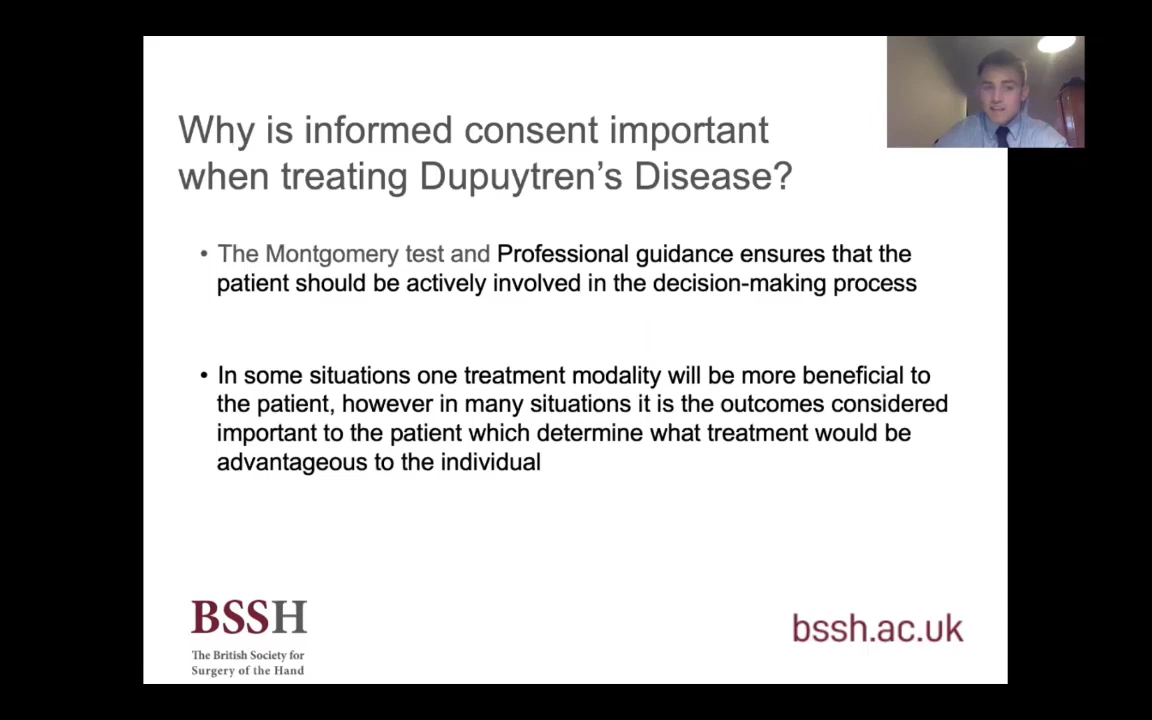 Why is informed consent important
when treating Dupuytren's Disease?
• The Montgomery test and Professional guidance ensures that the
patient should be actively involved in the decision-making process
• In some situations one treatment modality will be more beneficial to
the patient, however in many situations it is the outcomes considered
important to the patient which determine what treatment would be
advantageous to the individual
BSSH
The British Society for
Surgery of the Hand
bssh.ac.uk